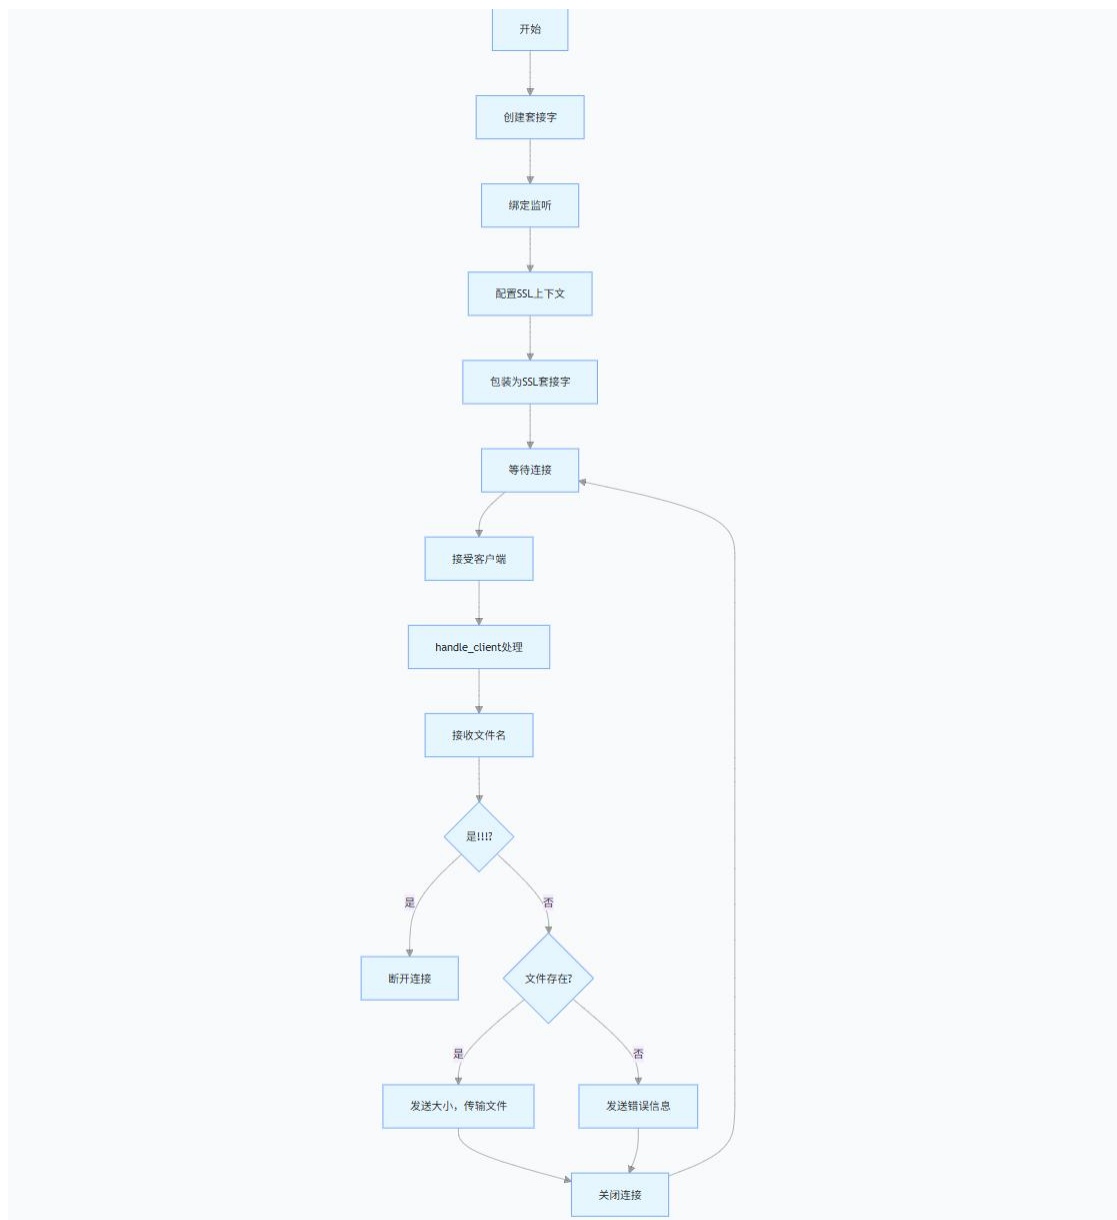 开始
创建套接字
绑定监听
配置SSL上下文
包装为SSL套接字
等待连接
接受客户端
handle_client处理
接收文件名
是!!!?
是
否
断开连接
文件存在?
是
否
发送大小，传输文件
发送错误信息
关闭连接